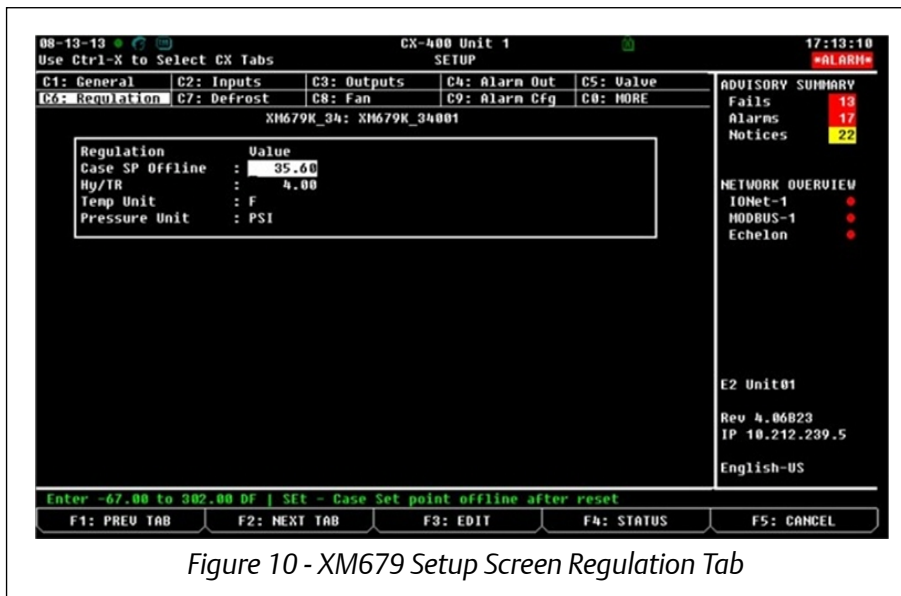 08-13-13 CX-400 Unit 1 17:13:10
Use Ctrl-X to Select CX Tabs SETUP *ALARM*
C1: General C2: Inputs C3: Outputs C4: Alarm Out C5: Valve
C6: Regulation C7: Defrost C8: Fan C9: Alarm Cfg C0: MORE
XM679K_34: XM679K_34001
Regulation Value
Case SP Offline : 35.60
Hy/TR : 4.00
Temp Unit : F
Pressure Unit : PSI
ADVISORY SUMMARY
Fails 13
Alarms 17
Notices 22
NETWORK OVERVIEW
IONet-1
MODBUS-1
Echelon
E2 Unit01
Rev 4.06B23
IP 10.212.239.5
English-US
Enter -67.00 to 302.00 DF | SEt - Case Set point offline after reset
F1: PREV TAB F2: NEXT TAB F3: EDIT F4: STATUS F5: CANCEL
Figure 10 - XM679 Setup Screen Regulation Tab